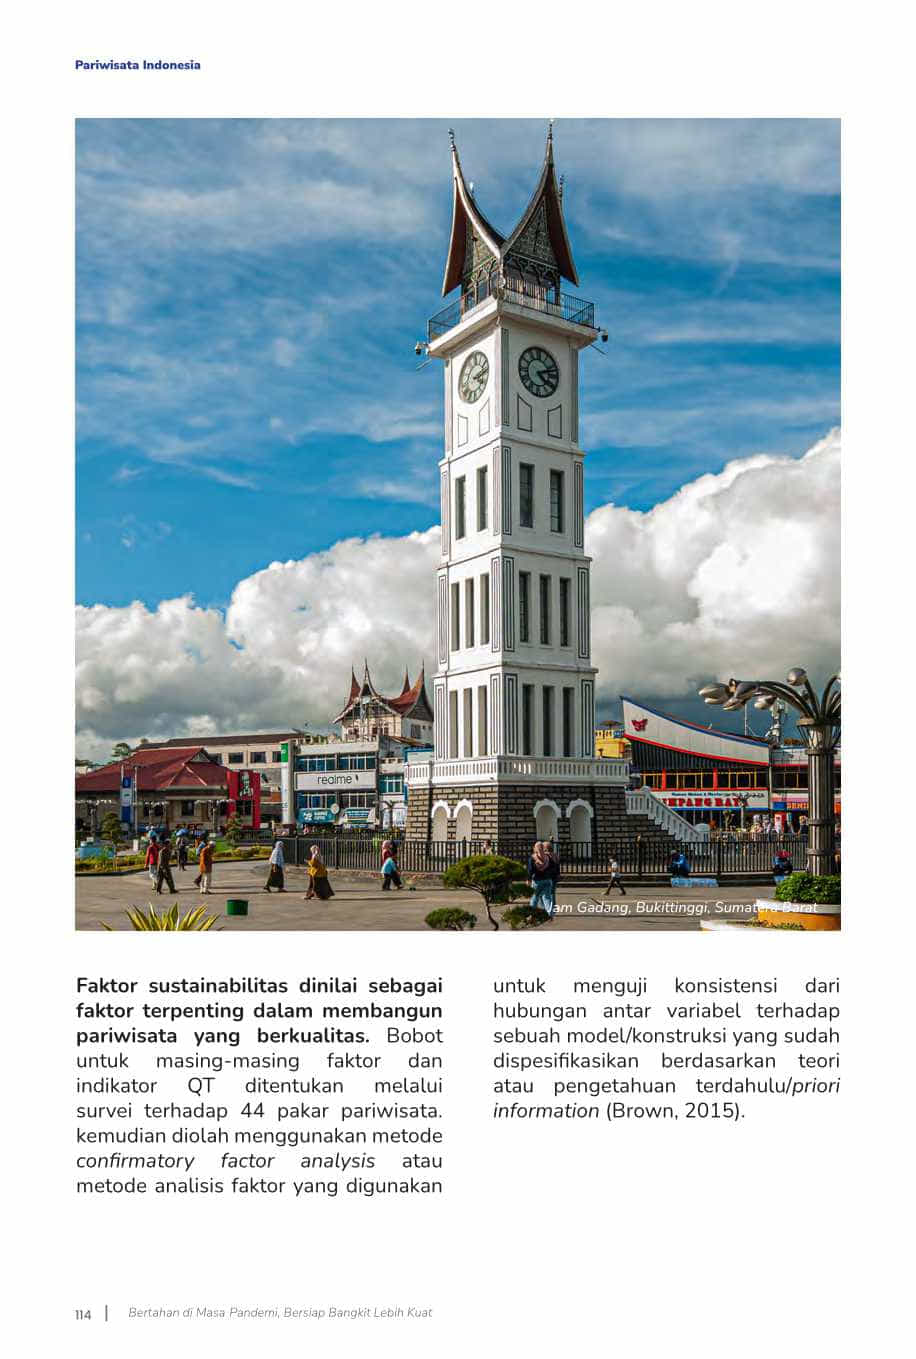 Pariwisata Indonesia
realme
Jam Gadang, Bukittinggi, Sumatera Barat
Faktor sustainabilitas dinilai sebagai
faktor terpenting dalam membangun
pariwisata yang berkualitas. Bobot
untuk masing-masing faktor dan
indikator QT ditentukan melalui
survei terhadap 44 pakar pariwisata.
kemudian diolah menggunakan metode
confirmatory factor analysis atau
metode analisis faktor yang digunakan
untuk menguji konsistensi dari
hubungan antar variabel terhadap
sebuah model/konstruksi yang sudah
dispesifikasikan berdasarkan teori
atau pengetahuan terdahulu/priori
information (Brown, 2015).
114 | Bertahan di Masa Pandemi, Bersiap Bangkit Lebih Kuat